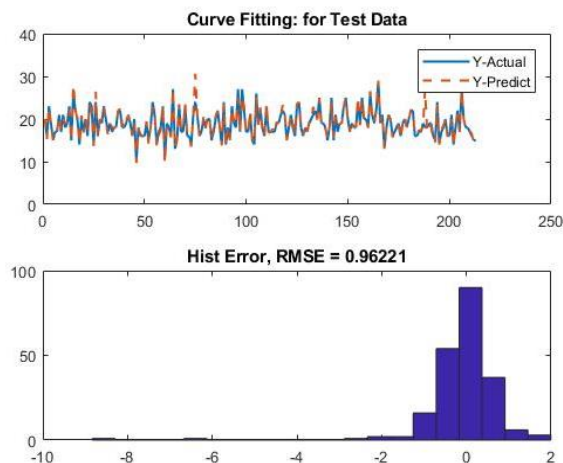 Curve Fitting: for Test Data
40
30
20
10
0
Y-Actual
Y-Predict
0 50 100 150 200 250
Hist Error, RMSE = 0.96221
100
50
0
-10 -8 -6 -4 -2 0 2